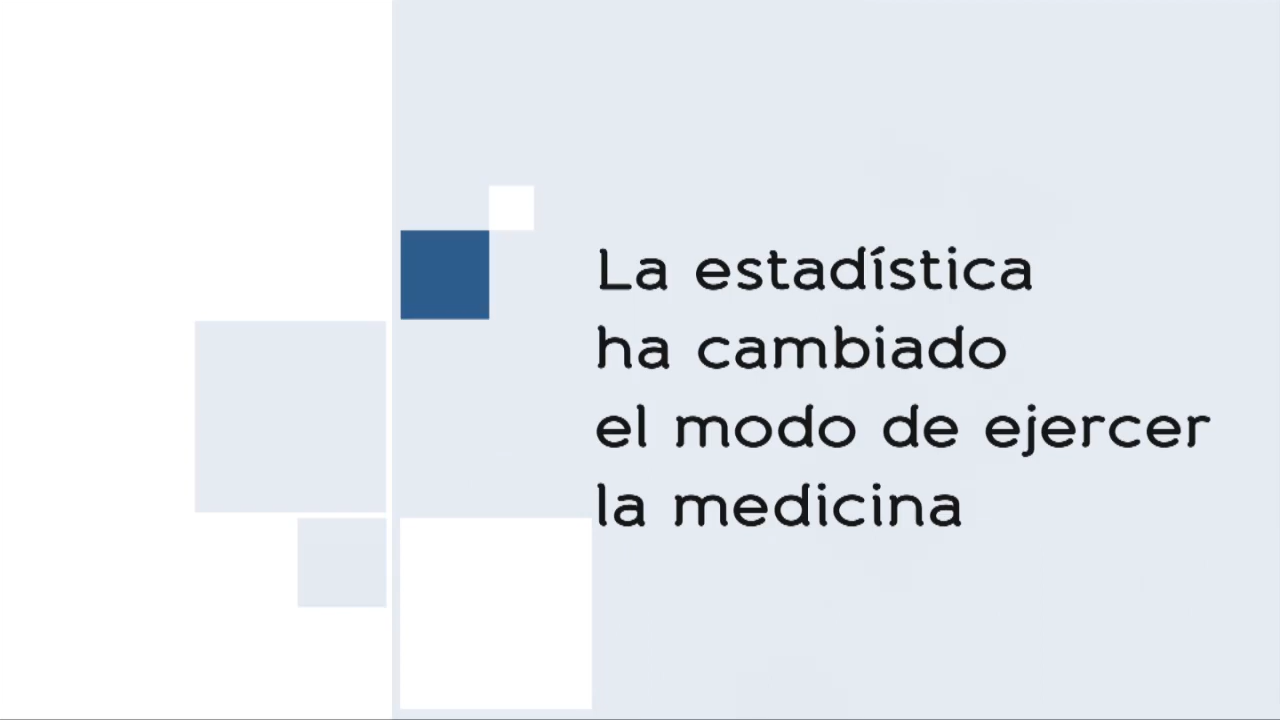 La estadística
ha cambiado
el modo de ejercer
la medicina